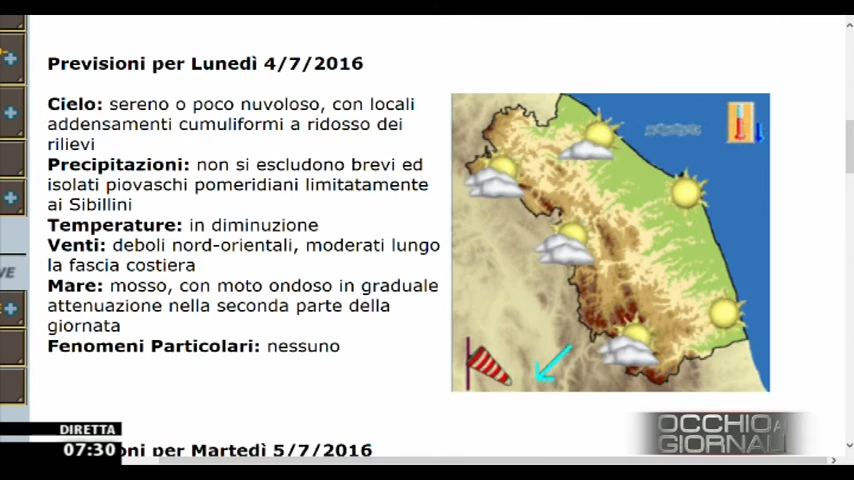 Previsioni per Lunedì 4/7/2016
Cielo: sereno o poco nuvoloso, con locali
addensamenti cumuliformi a ridosso dei
rilievi
Precipitazioni: non si escludono brevi ed
isolati piovaschi pomeridiani limitatamente
ai Sibillini
Temperature: in diminuzione
Venti: deboli nord-orientali, moderati lungo
la fascia costiera
Mare: mosso, con moto ondoso in graduale
attenuazione nella seconda parte della
giornata
Fenomeni Particolari: nessuno
DIRETTA
07:30
oni per Martedì 5/7/2016
OCCHIO AI
GIORNALI
VE